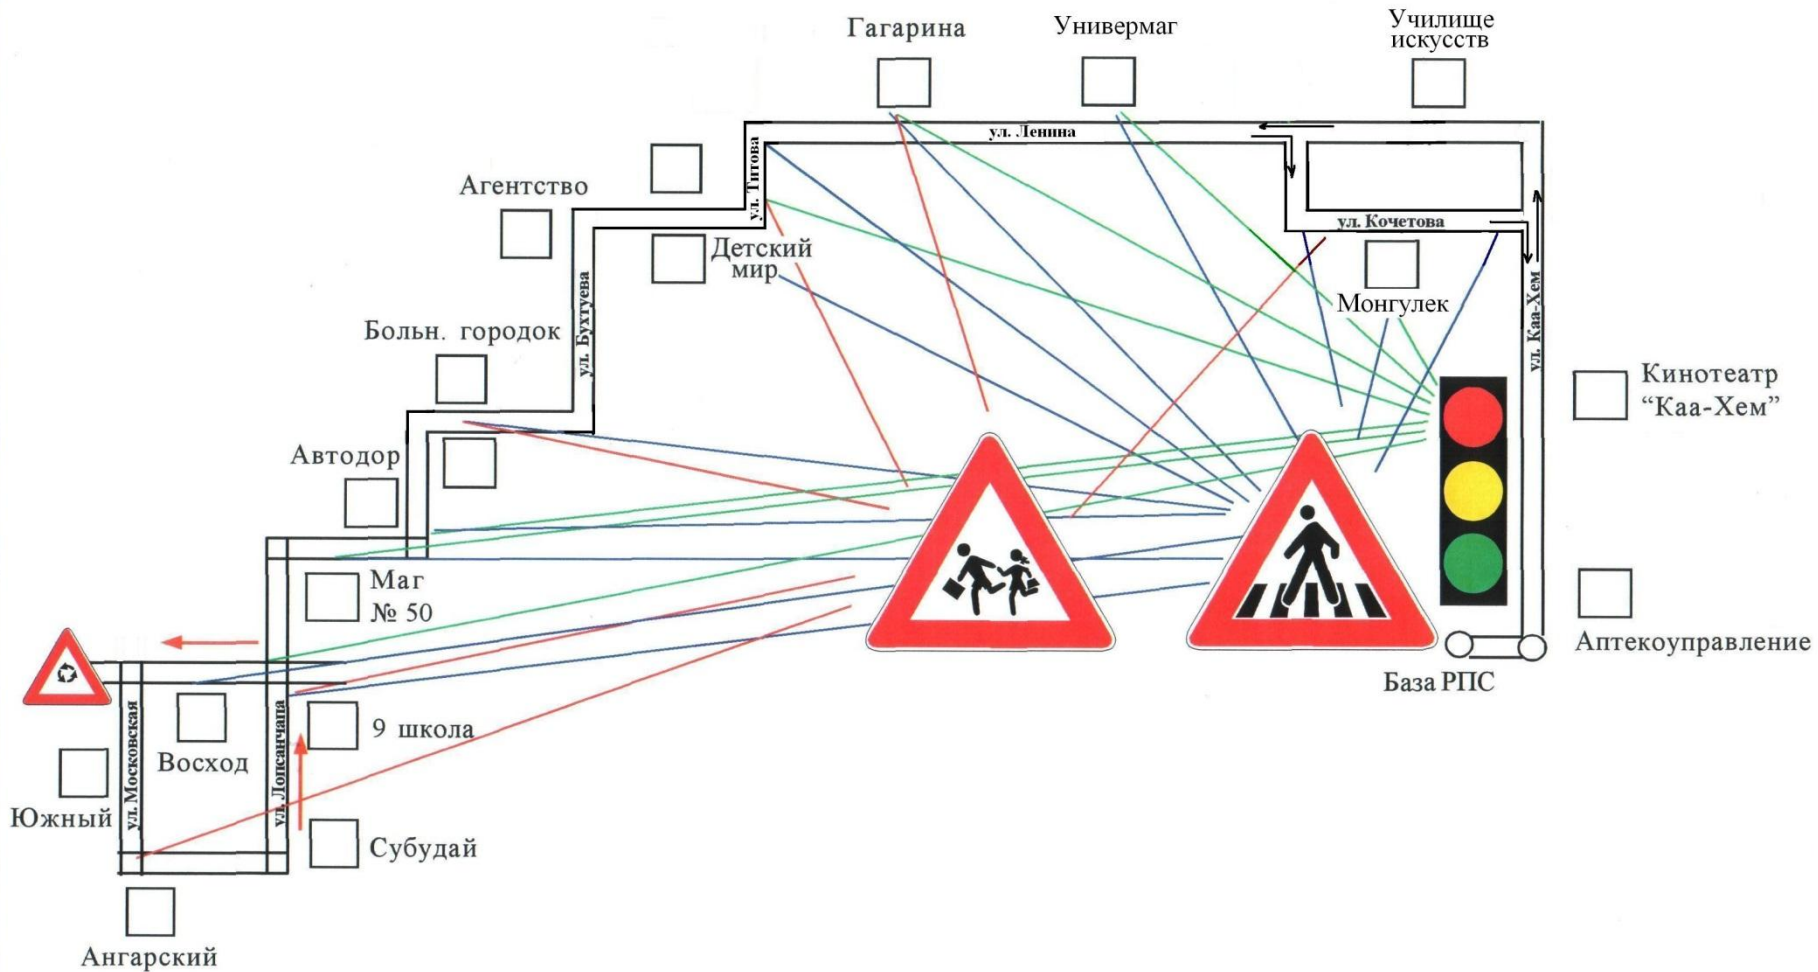 Гагарина
Универмаг
Училище
искусств
ул. Ленина
ул. Титова
Агентство
ул. Кочетова
Детский
мир
Монгулек
ул. Бухтуева
ул. Каа-Хем
Больн. городок
Кинотеатр
“Каа-Хем”
Автодор
Маг
№ 50
Аптекоуправление
База РПС
9 школа
ул. Московская
ул. Лопсанчапа
Восход
Южный
Субудай
Ангарский